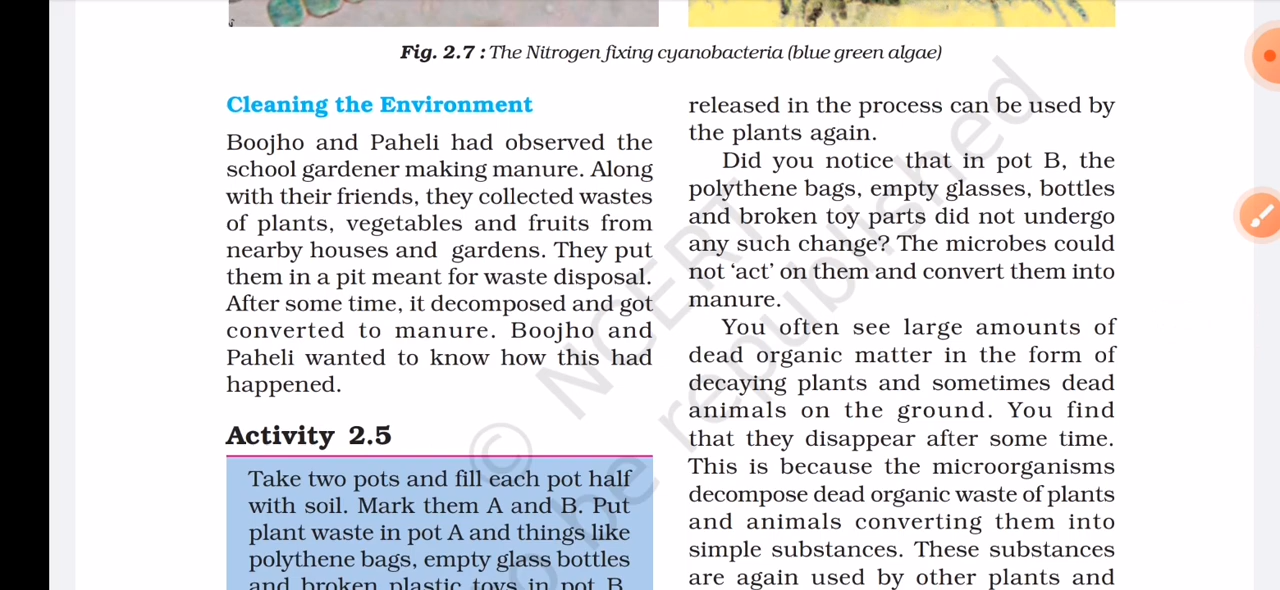 Fig. 2.7 : The Nitrogen fixing cyanobacteria (blue green algae)
Cleaning the Environment
Boojho and Paheli had observed the
school gardener making manure. Along
with their friends, they collected wastes
of plants, vegetables and fruits from
nearby houses and gardens. They put
them in a pit meant for waste disposal.
After some time, it decomposed and got
converted to manure. Boojho and
Paheli wanted to know how this had
happened.
Activity 2.5
Take two pots and fill each pot half
with soil. Mark them A and B. Put
plant waste in pot A and things like
polythene bags, empty glass bottles
and broken plastic toys in pot B.
released in the process can be used by
the plants again.
Did you notice that in pot B, the
polythene bags, empty glasses, bottles
and broken toy parts did not undergo
any such change? The microbes could
not ‘act’ on them and convert them into
manure.
You often see large amounts of
dead organic matter in the form of
decaying plants and sometimes dead
animals on the ground. You find
that they disappear after some time.
This is because the microorganisms
decompose dead organic waste of plants
and animals converting them into
simple substances. These substances
are again used by other plants and
© NCERT
o be republished